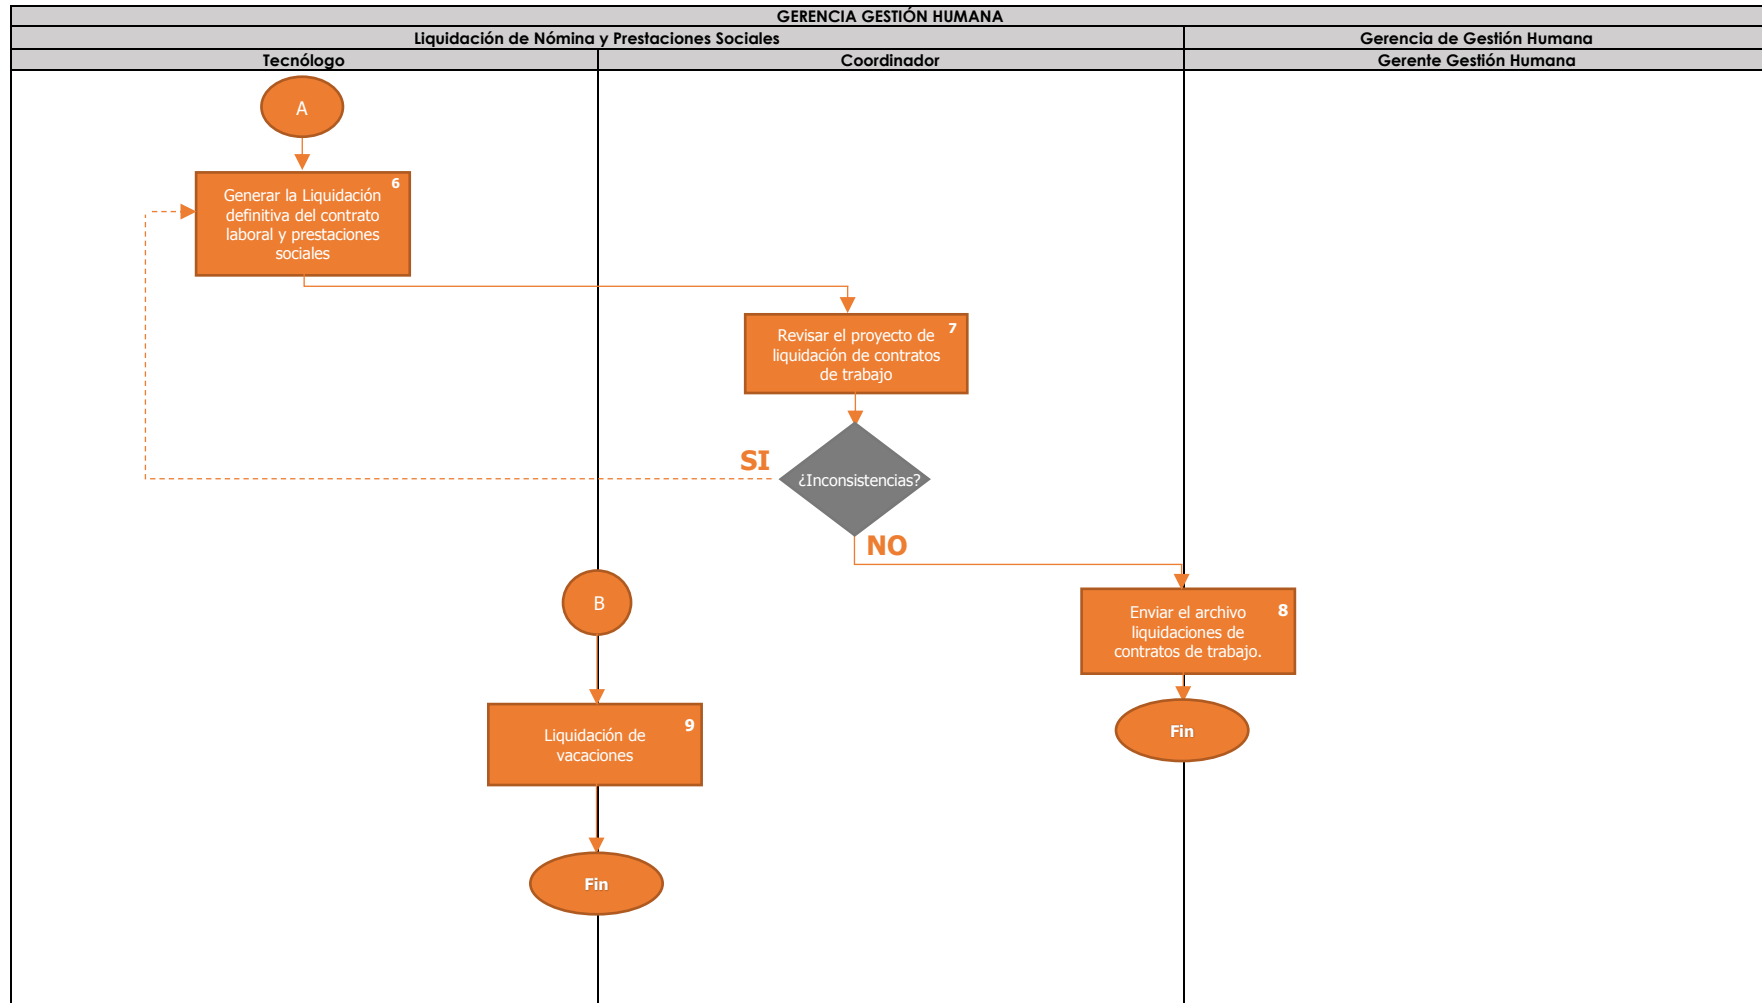 GERENCIA GESTIÓN HUMANA
Liquidación de Nómina y Prestaciones Sociales
Gerencia de Gestión Humana
Tecnólogo
Coordinador
Gerente Gestión Humana
A
6
Generar la Liquidación
definitiva del contrato
laboral y prestaciones
sociales
7
Revisar el proyecto de
liquidación de contratos
de trabajo
SI
¿Inconsistencias?
NO
B
8
Enviar el archivo
liquidaciones de
contratos de trabajo.
9
Liquidación de
vacaciones
Fin
Fin